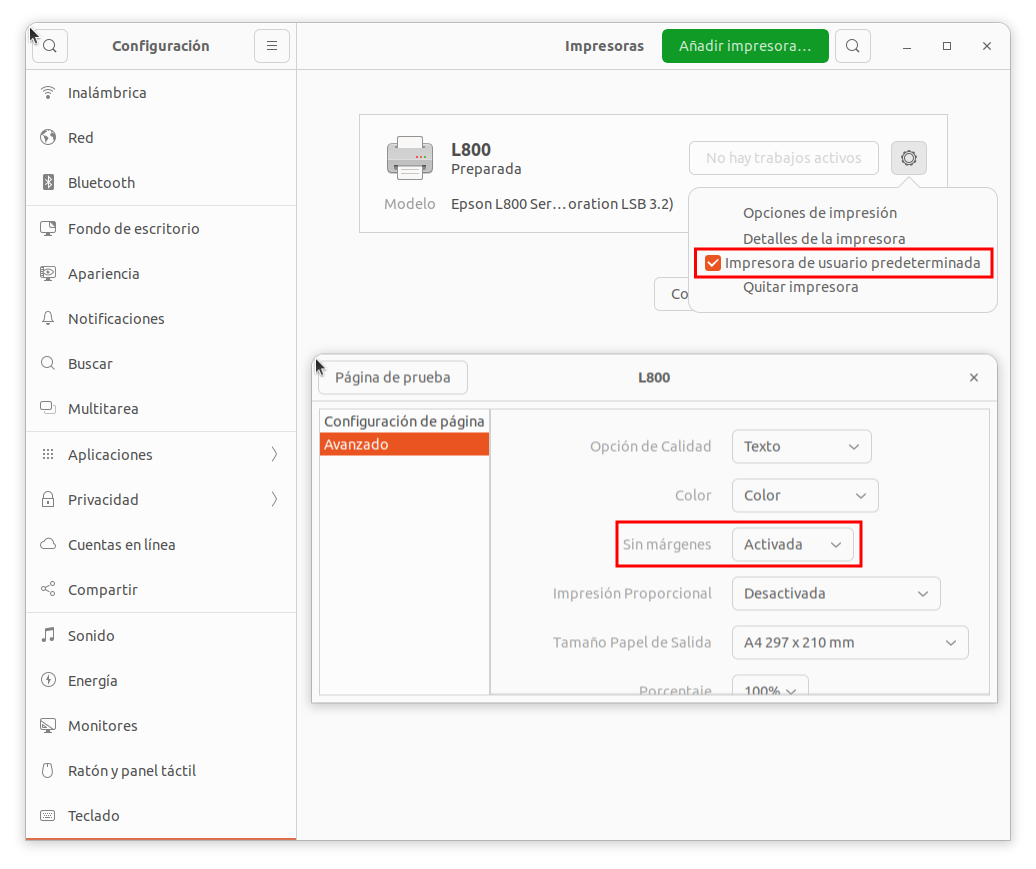 Configuración
Impresoras
Añadir impresora…
Inalámbrica
Red
Bluetooth
Fondo de escritorio
Apariencia
Notificaciones
Buscar
Multitarea
Aplicaciones
Privacidad
Cuentas en línea
Compartir
Sonido
Energía
Monitores
Ratón y panel táctil
Teclado
L800
Preparada
No hay trabajos activos
Modelo Epson L800 Ser…oration LSB 3.2)
Opciones de impresión
Detalles de la impresora
Impresora de usuario predeterminada
Quitar impresora
Co
Página de prueba
L800
Configuración de página
Avanzado
Opción de Calidad Texto
Color Color
Sin márgenes Activada
Impresión Proporcional Desactivada
Tamaño Papel de Salida A4 297 x 210 mm
Porcentaje 100%